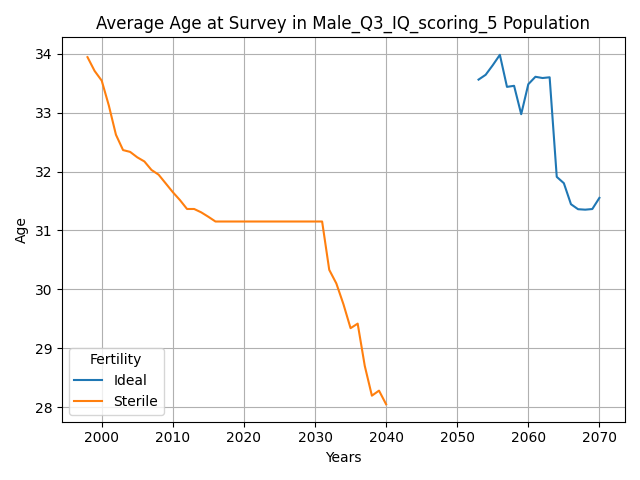 Average Age at Survey in Male_Q3_IQ_scoring_5 Population
34
33
32
31
30
29
28
Age
Fertility
Ideal
Sterile
2000 2010 2020 2030 2040 2050 2060 2070
Years